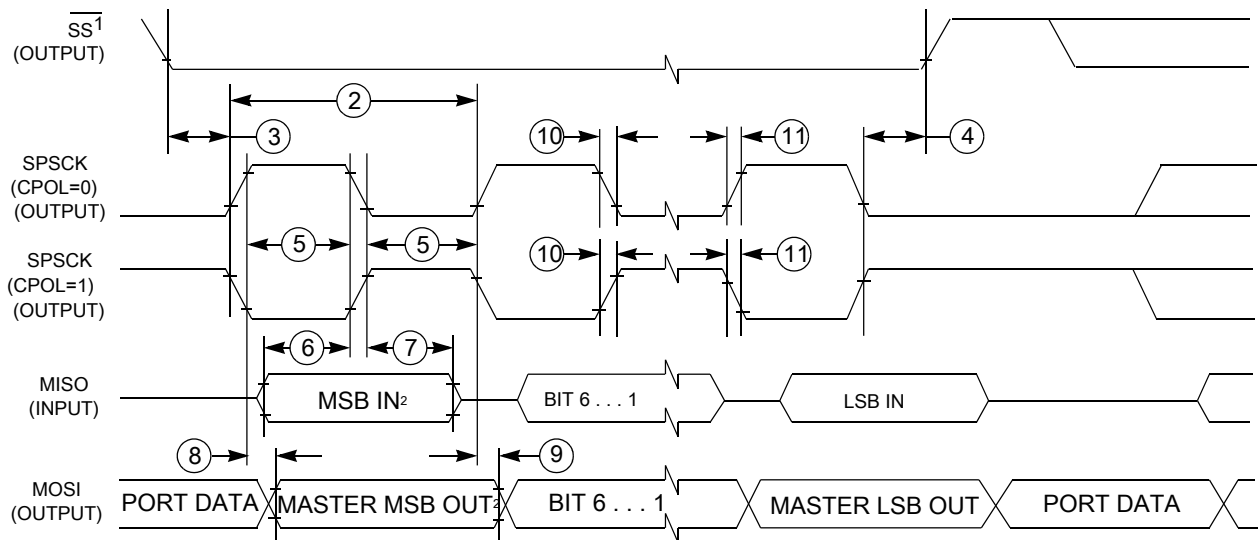 SS1
(OUTPUT)
2
3
10
11
4
SPSCK
(CPOL=0)
(OUTPUT)
5
5
SPSCK
(CPOL=1)
(OUTPUT)
10
11
6
7
MISO
(INPUT)
MSB IN2
BIT 6 . . . 1
LSB IN
8
9
MOSI
(OUTPUT)
PORT DATA
MASTER MSB OUT2
BIT 6 . . . 1
MASTER LSB OUT
PORT DATA